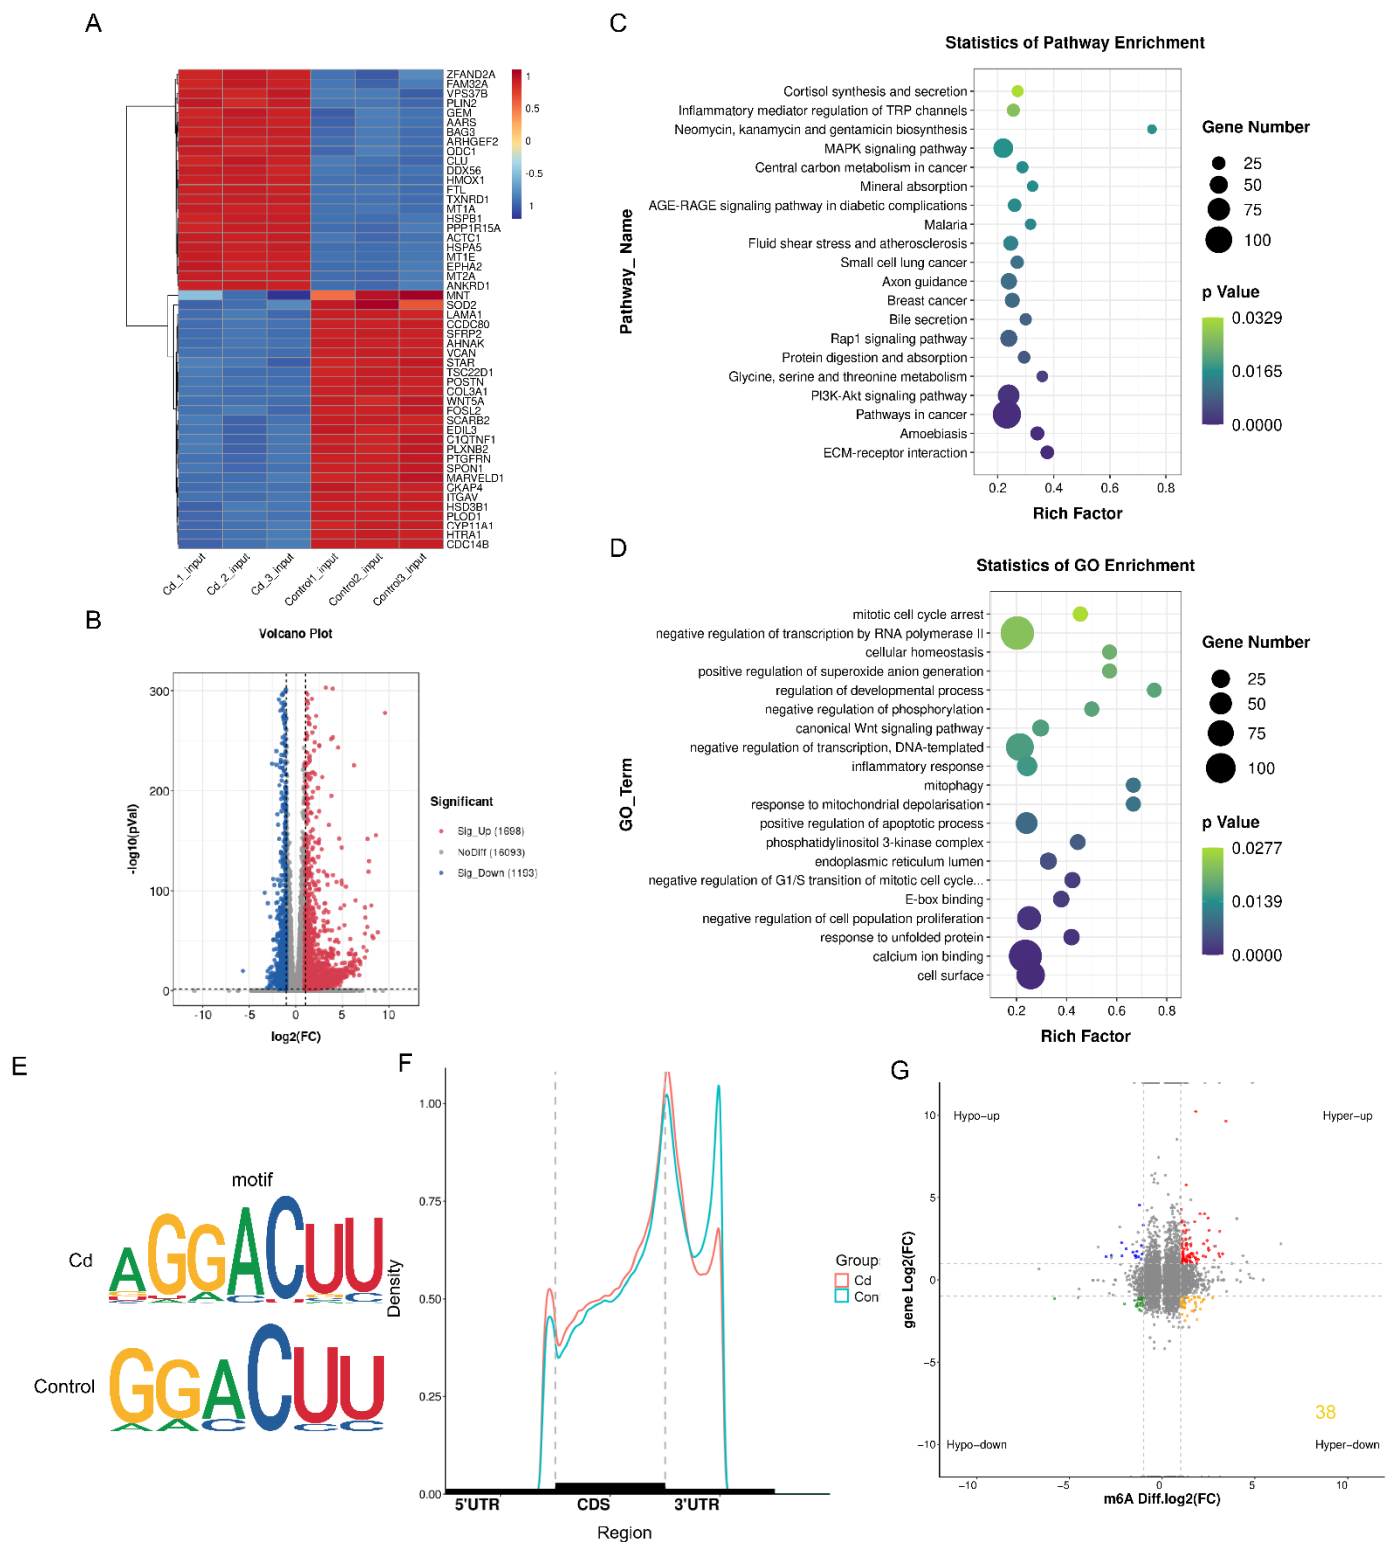 A
ZFAND2A
FAM32A
VPS37B
PLIN2
GEM
AARS
BAG3
ARHGEF2
ODC1
CLU
DDX56
HMOX1
FTL
TXNRD1
MT1A
HSPB1
PPP1R15A
ACTC1
HSPA5
MT1E
EPHA2
MT2A
ANKRD1
MNT
SOD2
LAMA1
CCDC80
SFRP2
AHNAK
VCAN
STAR
TSC22D1
POSTN
COL3A1
WNT5A
FOSL2
SCARB2
EDIL3
C1QTNF1
PLXNB2
PTGFRN
SPON1
MARVELD1
CKAP4
ITGAV
HSD3B1
PLOD1
CYP11A1
HTRA1
CDC14B
1
0.5
0
-0.5
1
Cd_1_input
Cd_2_input
Cd_3_input
Control1_input
Control2_input
Control3_input
B
Volcano Plot
300
200
100
0
-log10(pVal)
-10
-5
0
5
10
log2(FC)
Significant
Sig_Up (1698)
NoDiff (16093)
Sig_Down (1193)
C
Statistics of Pathway Enrichment
Pathway_Name
Cortisol synthesis and secretion
Inflammatory mediator regulation of TRP channels
Neomycin, kanamycin and gentamicin biosynthesis
MAPK signaling pathway
Central carbon metabolism in cancer
Mineral absorption
AGE-RAGE signaling pathway in diabetic complications
Malaria
Fluid shear stress and atherosclerosis
Small cell lung cancer
Axon guidance
Breast cancer
Bile secretion
Rap1 signaling pathway
Protein digestion and absorption
Glycine, serine and threonine metabolism
PI3K-Akt signaling pathway
Pathways in cancer
Amoebiasis
ECM-receptor interaction
0.2
0.4
0.6
0.8
Rich Factor
Gene Number
25
50
75
100
p Value
0.0329
0.0165
0.0000
D
Statistics of GO Enrichment
GO_Term
mitotic cell cycle arrest
negative regulation of transcription by RNA polymerase II
cellular homeostasis
positive regulation of superoxide anion generation
regulation of developmental process
negative regulation of phosphorylation
canonical Wnt signaling pathway
negative regulation of transcription, DNA-templated
inflammatory response
mitophagy
response to mitochondrial depolarisation
positive regulation of apoptotic process
phosphatidylinositol 3-kinase complex
endoplasmic reticulum lumen
negative regulation of G1/S transition of mitotic cell cycle...
E-box binding
negative regulation of cell population proliferation
response to unfolded protein
calcium ion binding
cell surface
0.2
0.4
0.6
0.8
Rich Factor
Gene Number
25
50
75
100
p Value
0.0277
0.0139
0.0000
E
motif
Cd
AGGACUU
Control
GGACUU
F
Density
1.00
0.75
0.50
0.25
0.00
5'UTR
CDS
3'UTR
Region
Group
Cd
Con
G
gene Log2(FC)
10
5
0
−5
−10
Hypo−up
Hyper−up
38
Hypo−down
Hyper−down
−10
−5
0
5
10
m6A Diff.log2(FC)